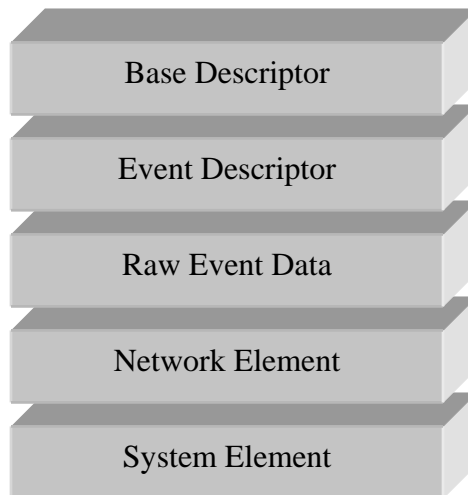 Base Descriptor
Event Descriptor
Raw Event Data
Network Element
System Element